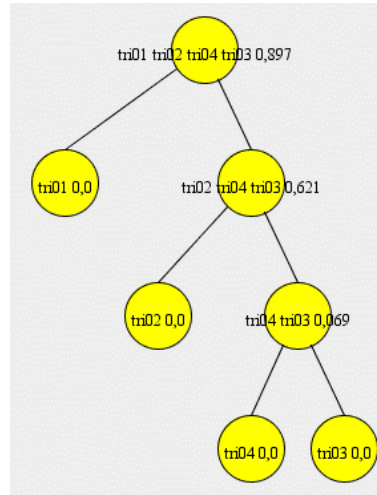 tri01 tri02 tri04 tri03 0,897
tri01 0,0
tri02 tri04 tri03 0,621
tri02 0,0
tri04 tri03 0,069
tri04 0,0
tri03 0,0